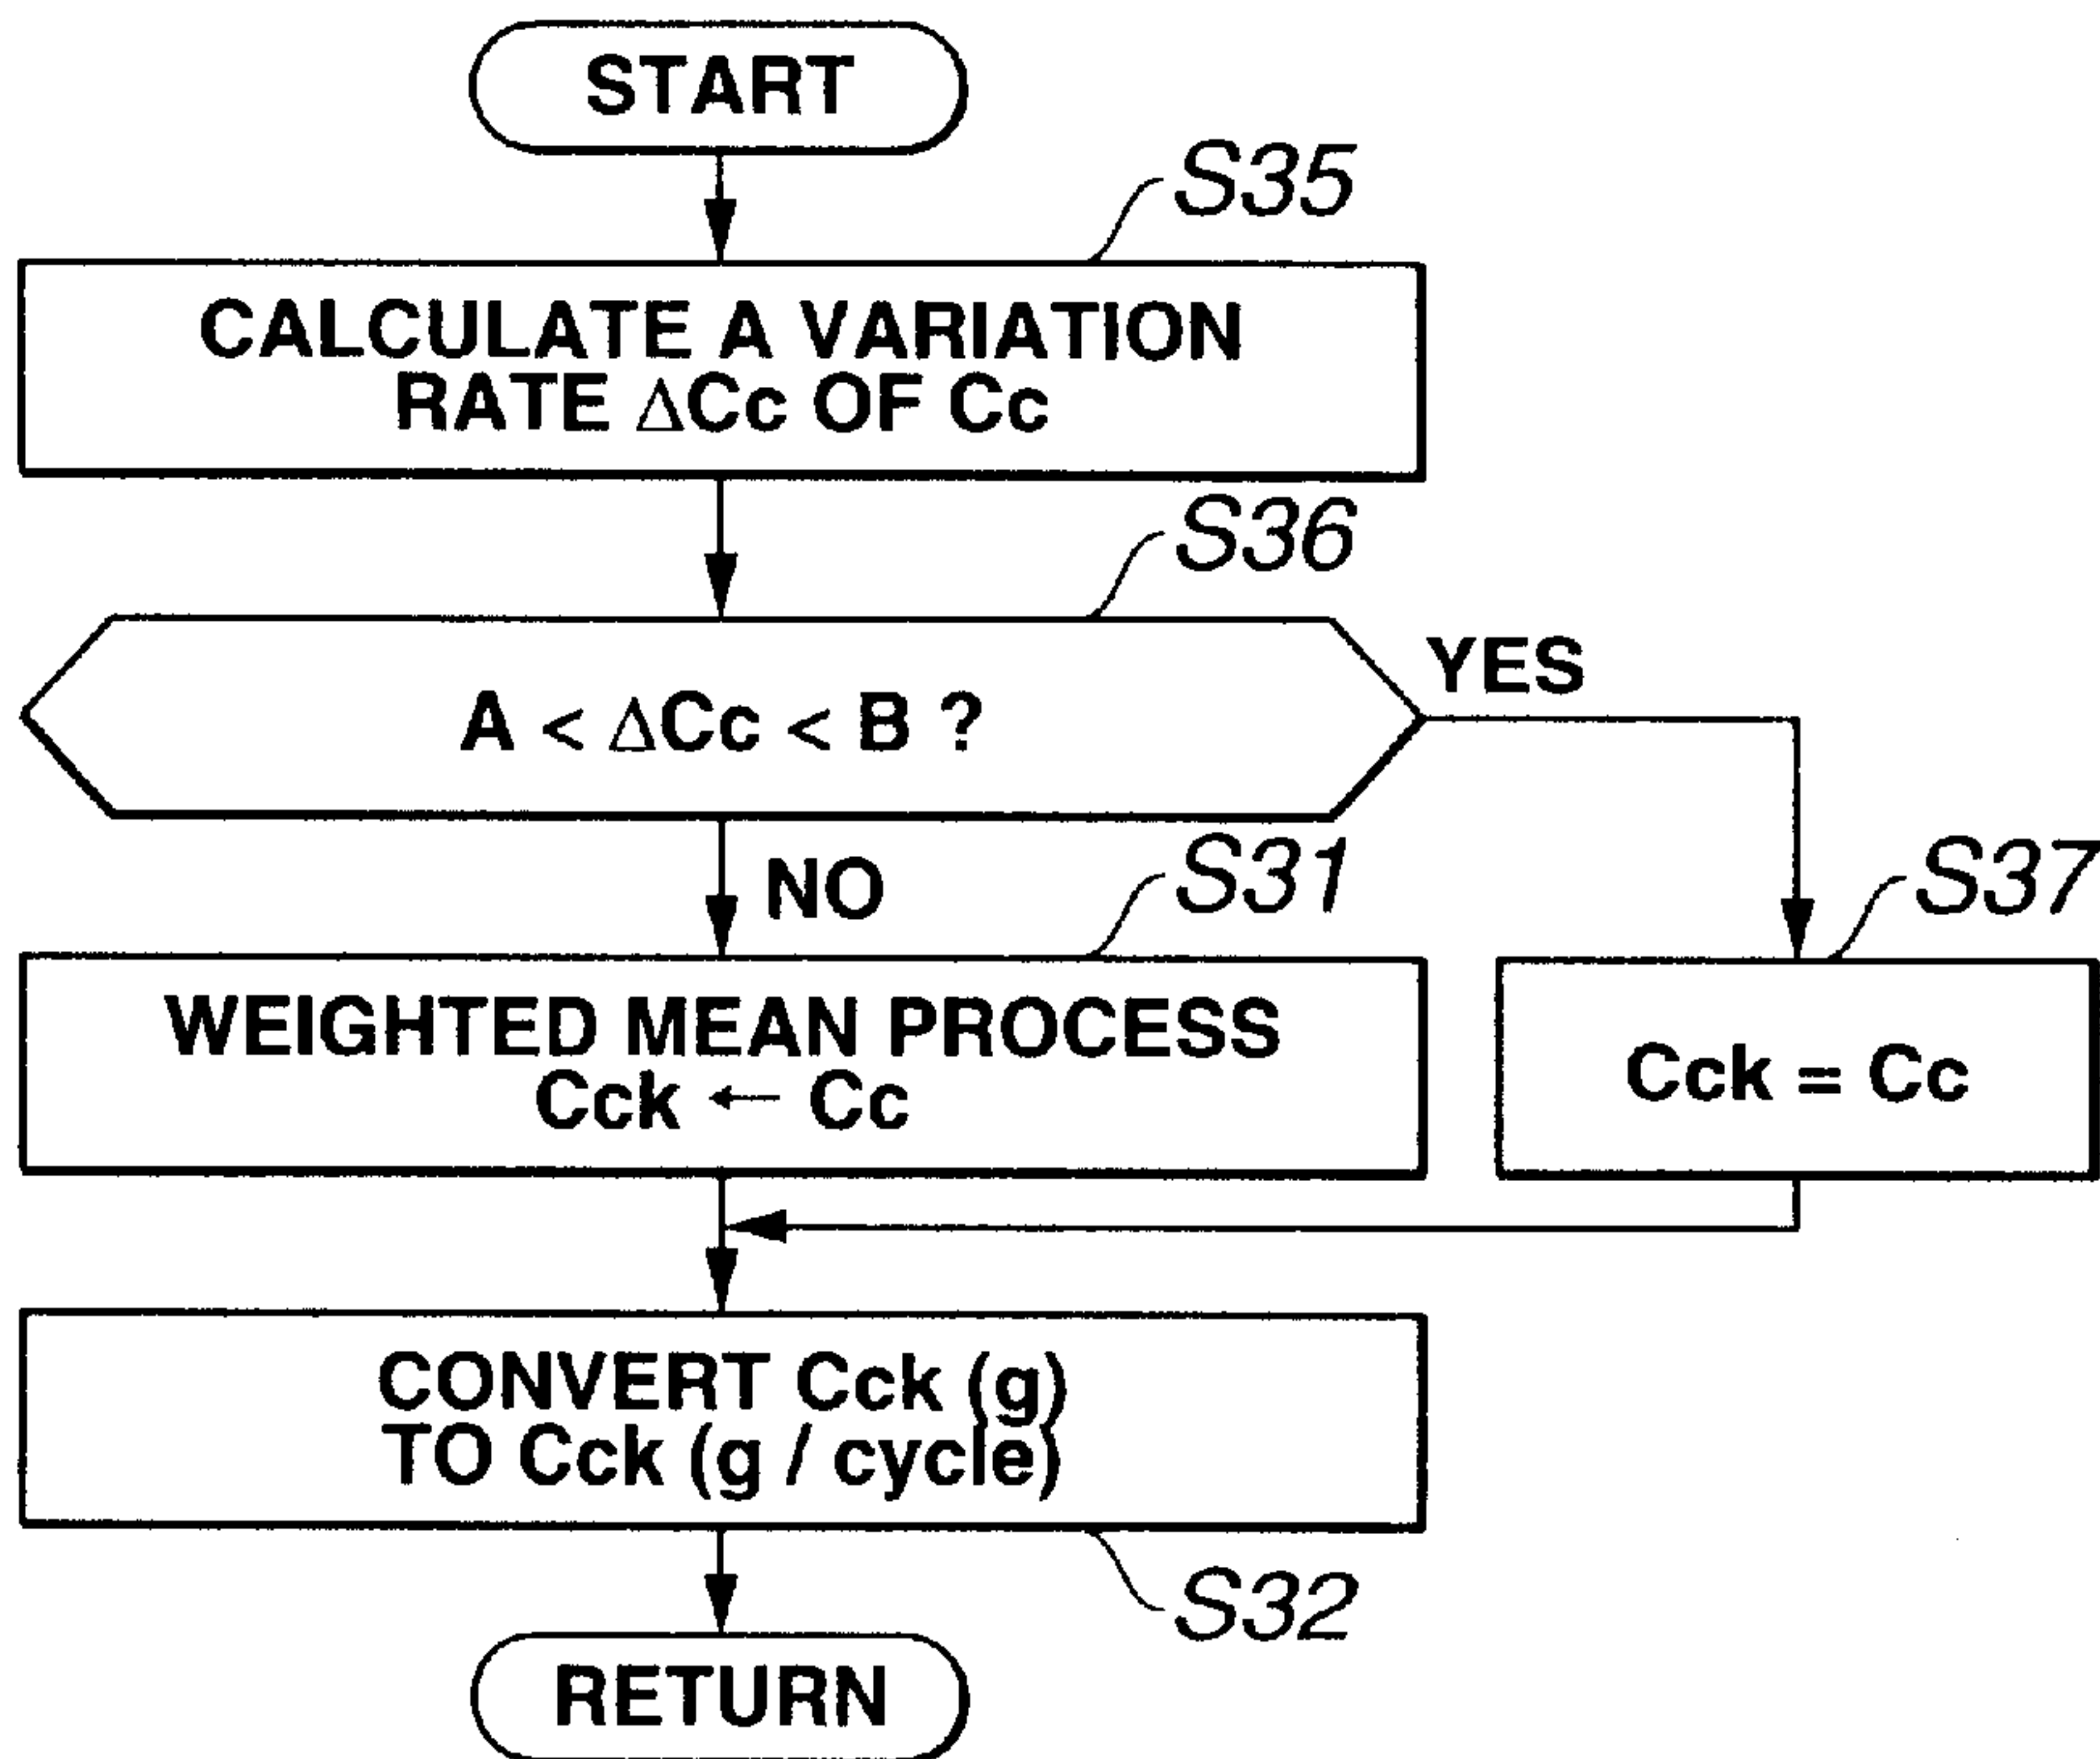 START
S35
CALCULATE A VARIATION
RATE ΔCc OF Cc
S36
A < ΔCc < B ?
YES
NO
S31
S37
WEIGHTED MEAN PROCESS
Cck ← Cc
Cck = Cc
CONVERT Cck (g)
TO Cck (g / cycle)
S32
RETURN